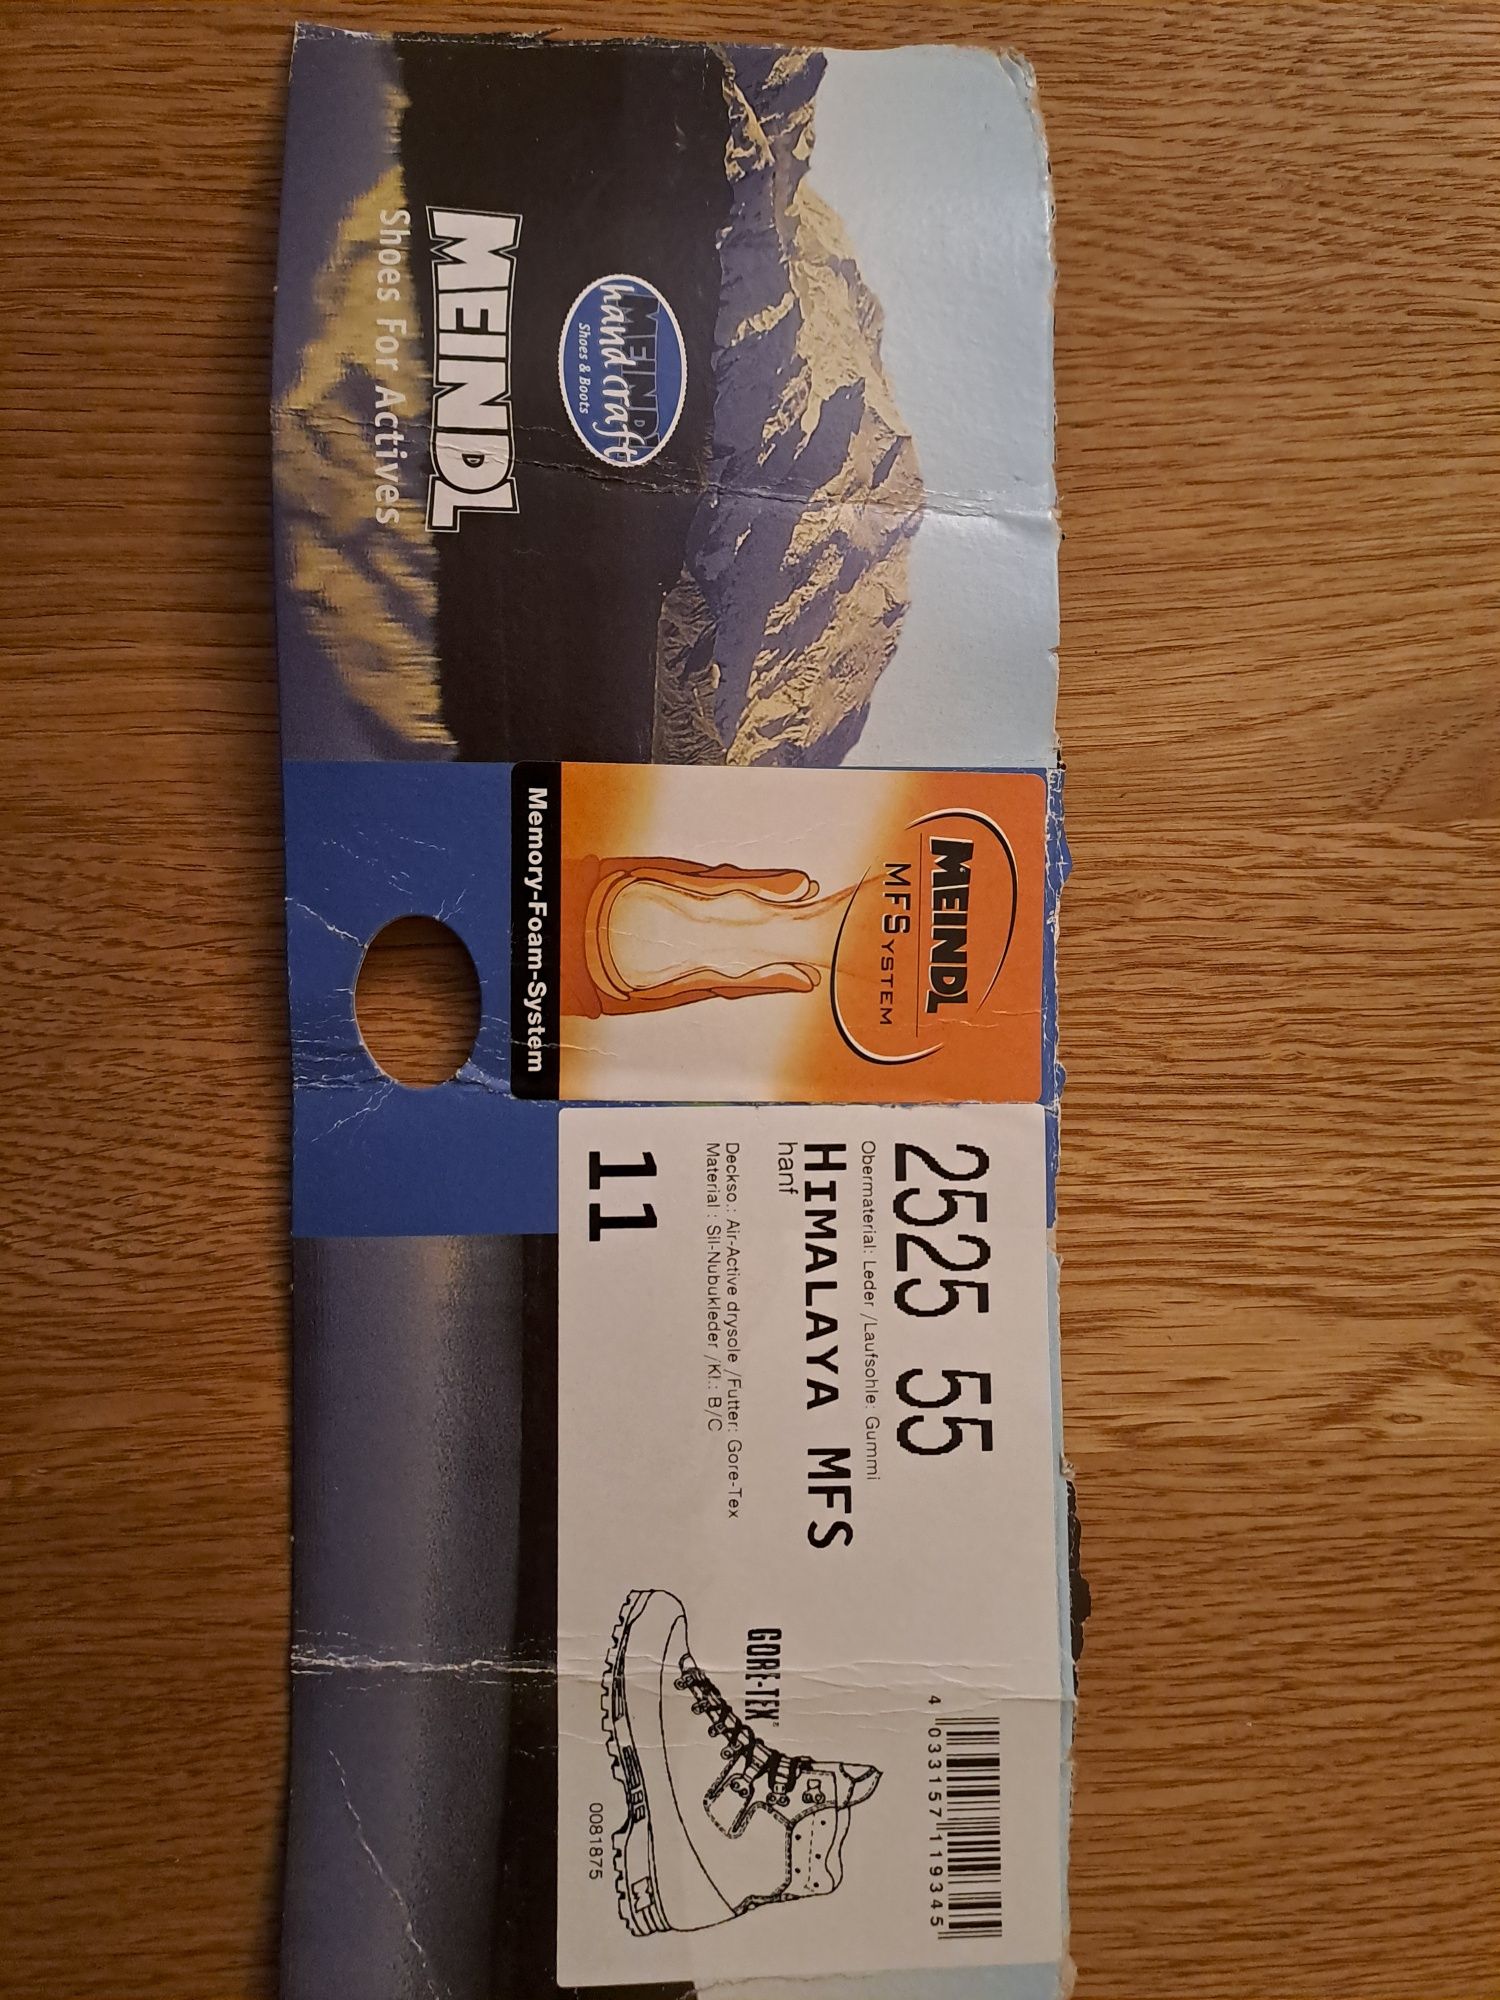 MEINDL
handcraft
Shoes & Boots
MEINDL
Shoes For Actives
MEINDL
MFSYSTEM
Memory-Foam-System
2525 55
Obermaterial: Leder /Laufsohle: Gummi
HIMALAYA MFS
hanf
Deckso.: Air-Active drysole /Futter: Gore-Tex
Material : Sil-Nubukleder /Kl.: B/C
11
4 033157 119345
GORE-TEX®
0081875